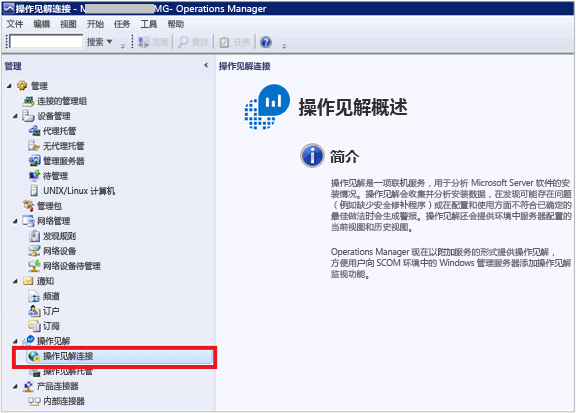 操作见解连接 - M MG- Operations Manager
文件 编辑 视图 开始 任务 工具 帮助
搜索 范围 查找 任务
管理
操作见解连接
管理
连接的管理组
设备管理
代理托管
无代理托管
管理服务器
待管理
UNIX/Linux 计算机
管理包
网络管理
发现规则
网络设备
网络设备待管理
通知
频道
订户
订阅
操作见解
操作见解连接
操作见解托管
产品连接器
内部连接器
操作见解概述
简介
操作见解是一项联机服务，用于分析 Microsoft Server 软件的安
装情况。操作见解会收集并分析安装数据，在发现可能存在问题
（例如缺少安全修补程序）或在配置和使用方面不符合已确定的
最佳做法时会生成警报。操作见解还会提供环境中服务器配置的
当前视图和历史视图。
Operations Manager 现在以附加服务的形式提供操作见解，
方便用户向 SCOM 环境中的 Windows 管理服务器添加操作见解
监视功能。